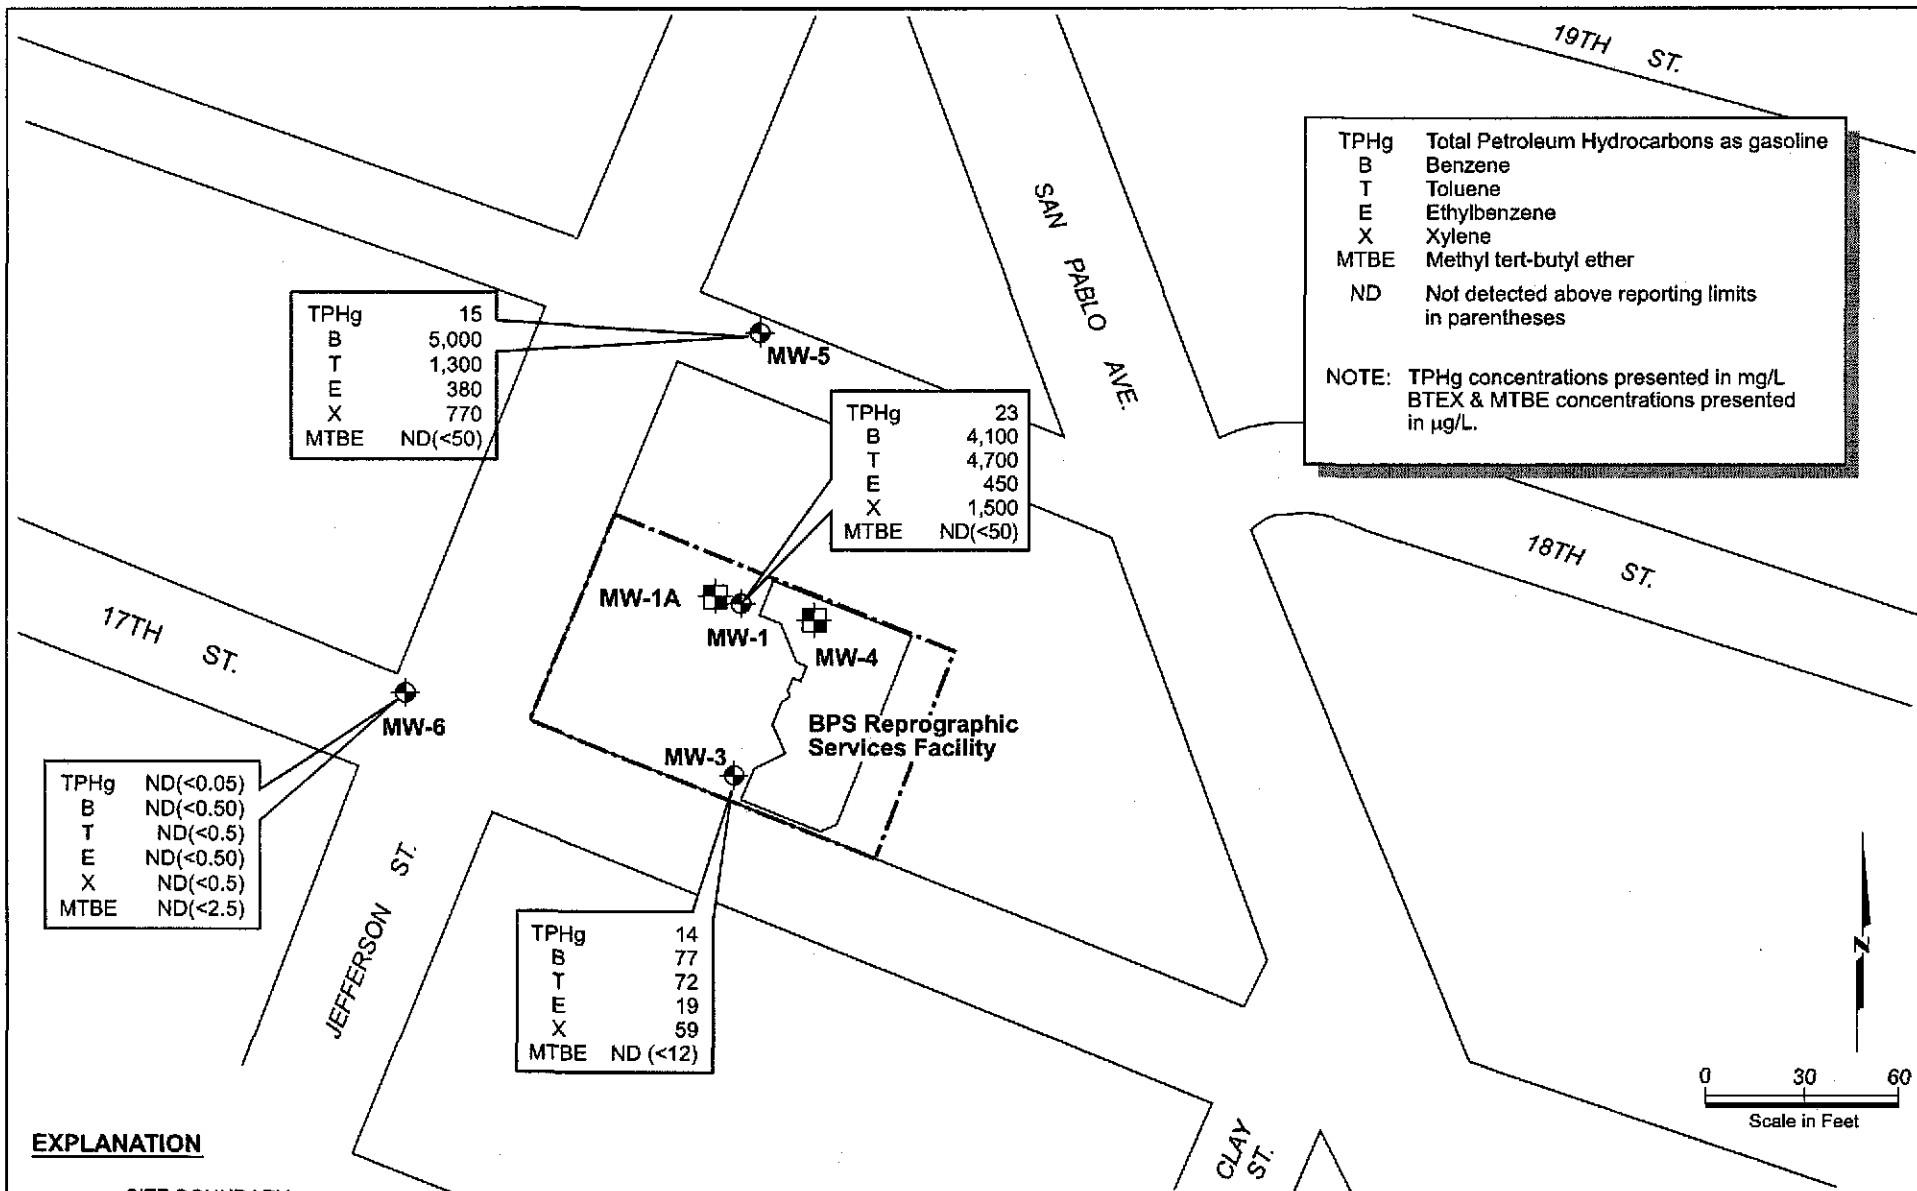 19TH ST.
TPHg Total Petroleum Hydrocarbons as gasoline
B Benzene
T Toluene
E Ethylbenzene
X Xylene
MTBE Methyl tert-butyl ether
ND Not detected above reporting limits
in parentheses
NOTE: TPHg concentrations presented in mg/L
BTEX & MTBE concentrations presented
in µg/L.
SAN PABLO AVE.
TPHg 15
B 5,000
T 1,300
E 380
X 770
MTBE ND(<50)
MW-5
TPHg 23
B 4,100
T 4,700
E 450
X 1,500
MTBE ND(<50)
18TH ST.
MW-1A
MW-1
MW-4
17TH ST.
MW-6
BPS Reprographic
Services Facility
MW-3
TPHg ND(<0.05)
B ND(<0.50)
T ND(<0.5)
E ND(<0.50)
X ND(<0.5)
MTBE ND(<2.5)
JEFFERSON ST.
TPHg 14
B 77
T 72
E 19
X 59
MTBE ND (<12)
N
0 30 60
Scale in Feet
CLAY
ST.
EXPLANATION